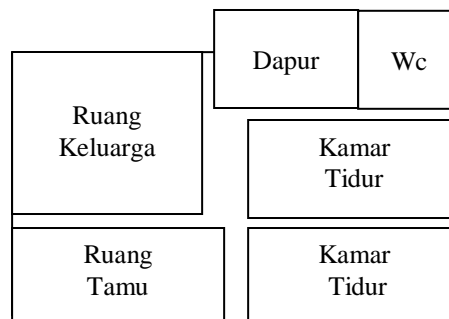 Dapur
Wc
Ruang
Keluarga
Kamar
Tidur
Ruang
Tamu
Kamar
Tidur